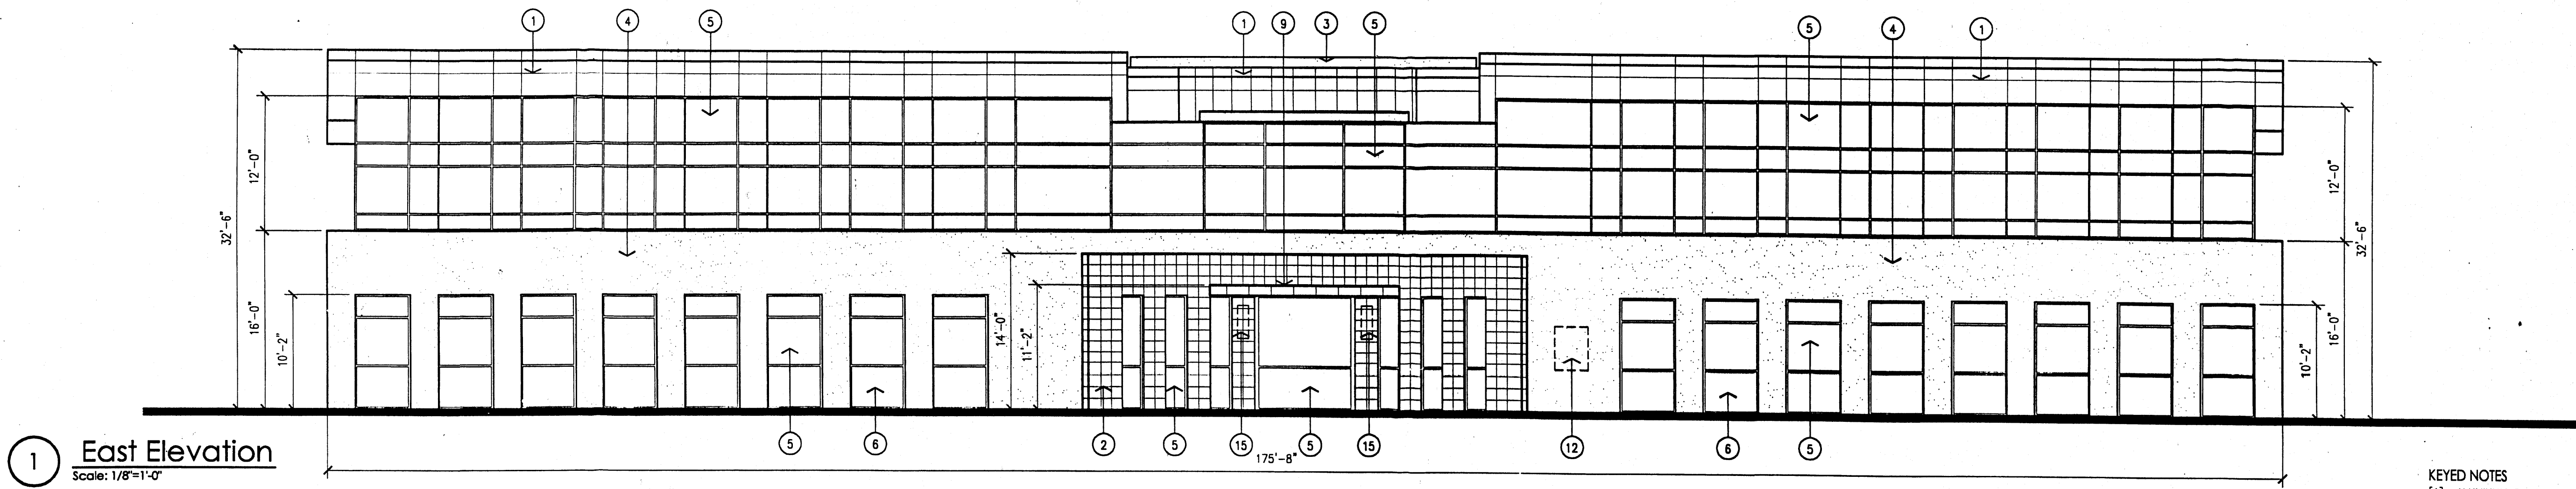 1 4 5 1 9 3 5 5 4 1
12'-0"
32'-6"
16'-0"
10'-2"
14'-0"
11'-2"
12'-0"
32'-6"
16'-0"
10'-2"
5 6 2 5 15 5 15 12 6 5
175'-8"
1 East Elevation
Scale: 1/8"=1'-0"
KEYED NOTES